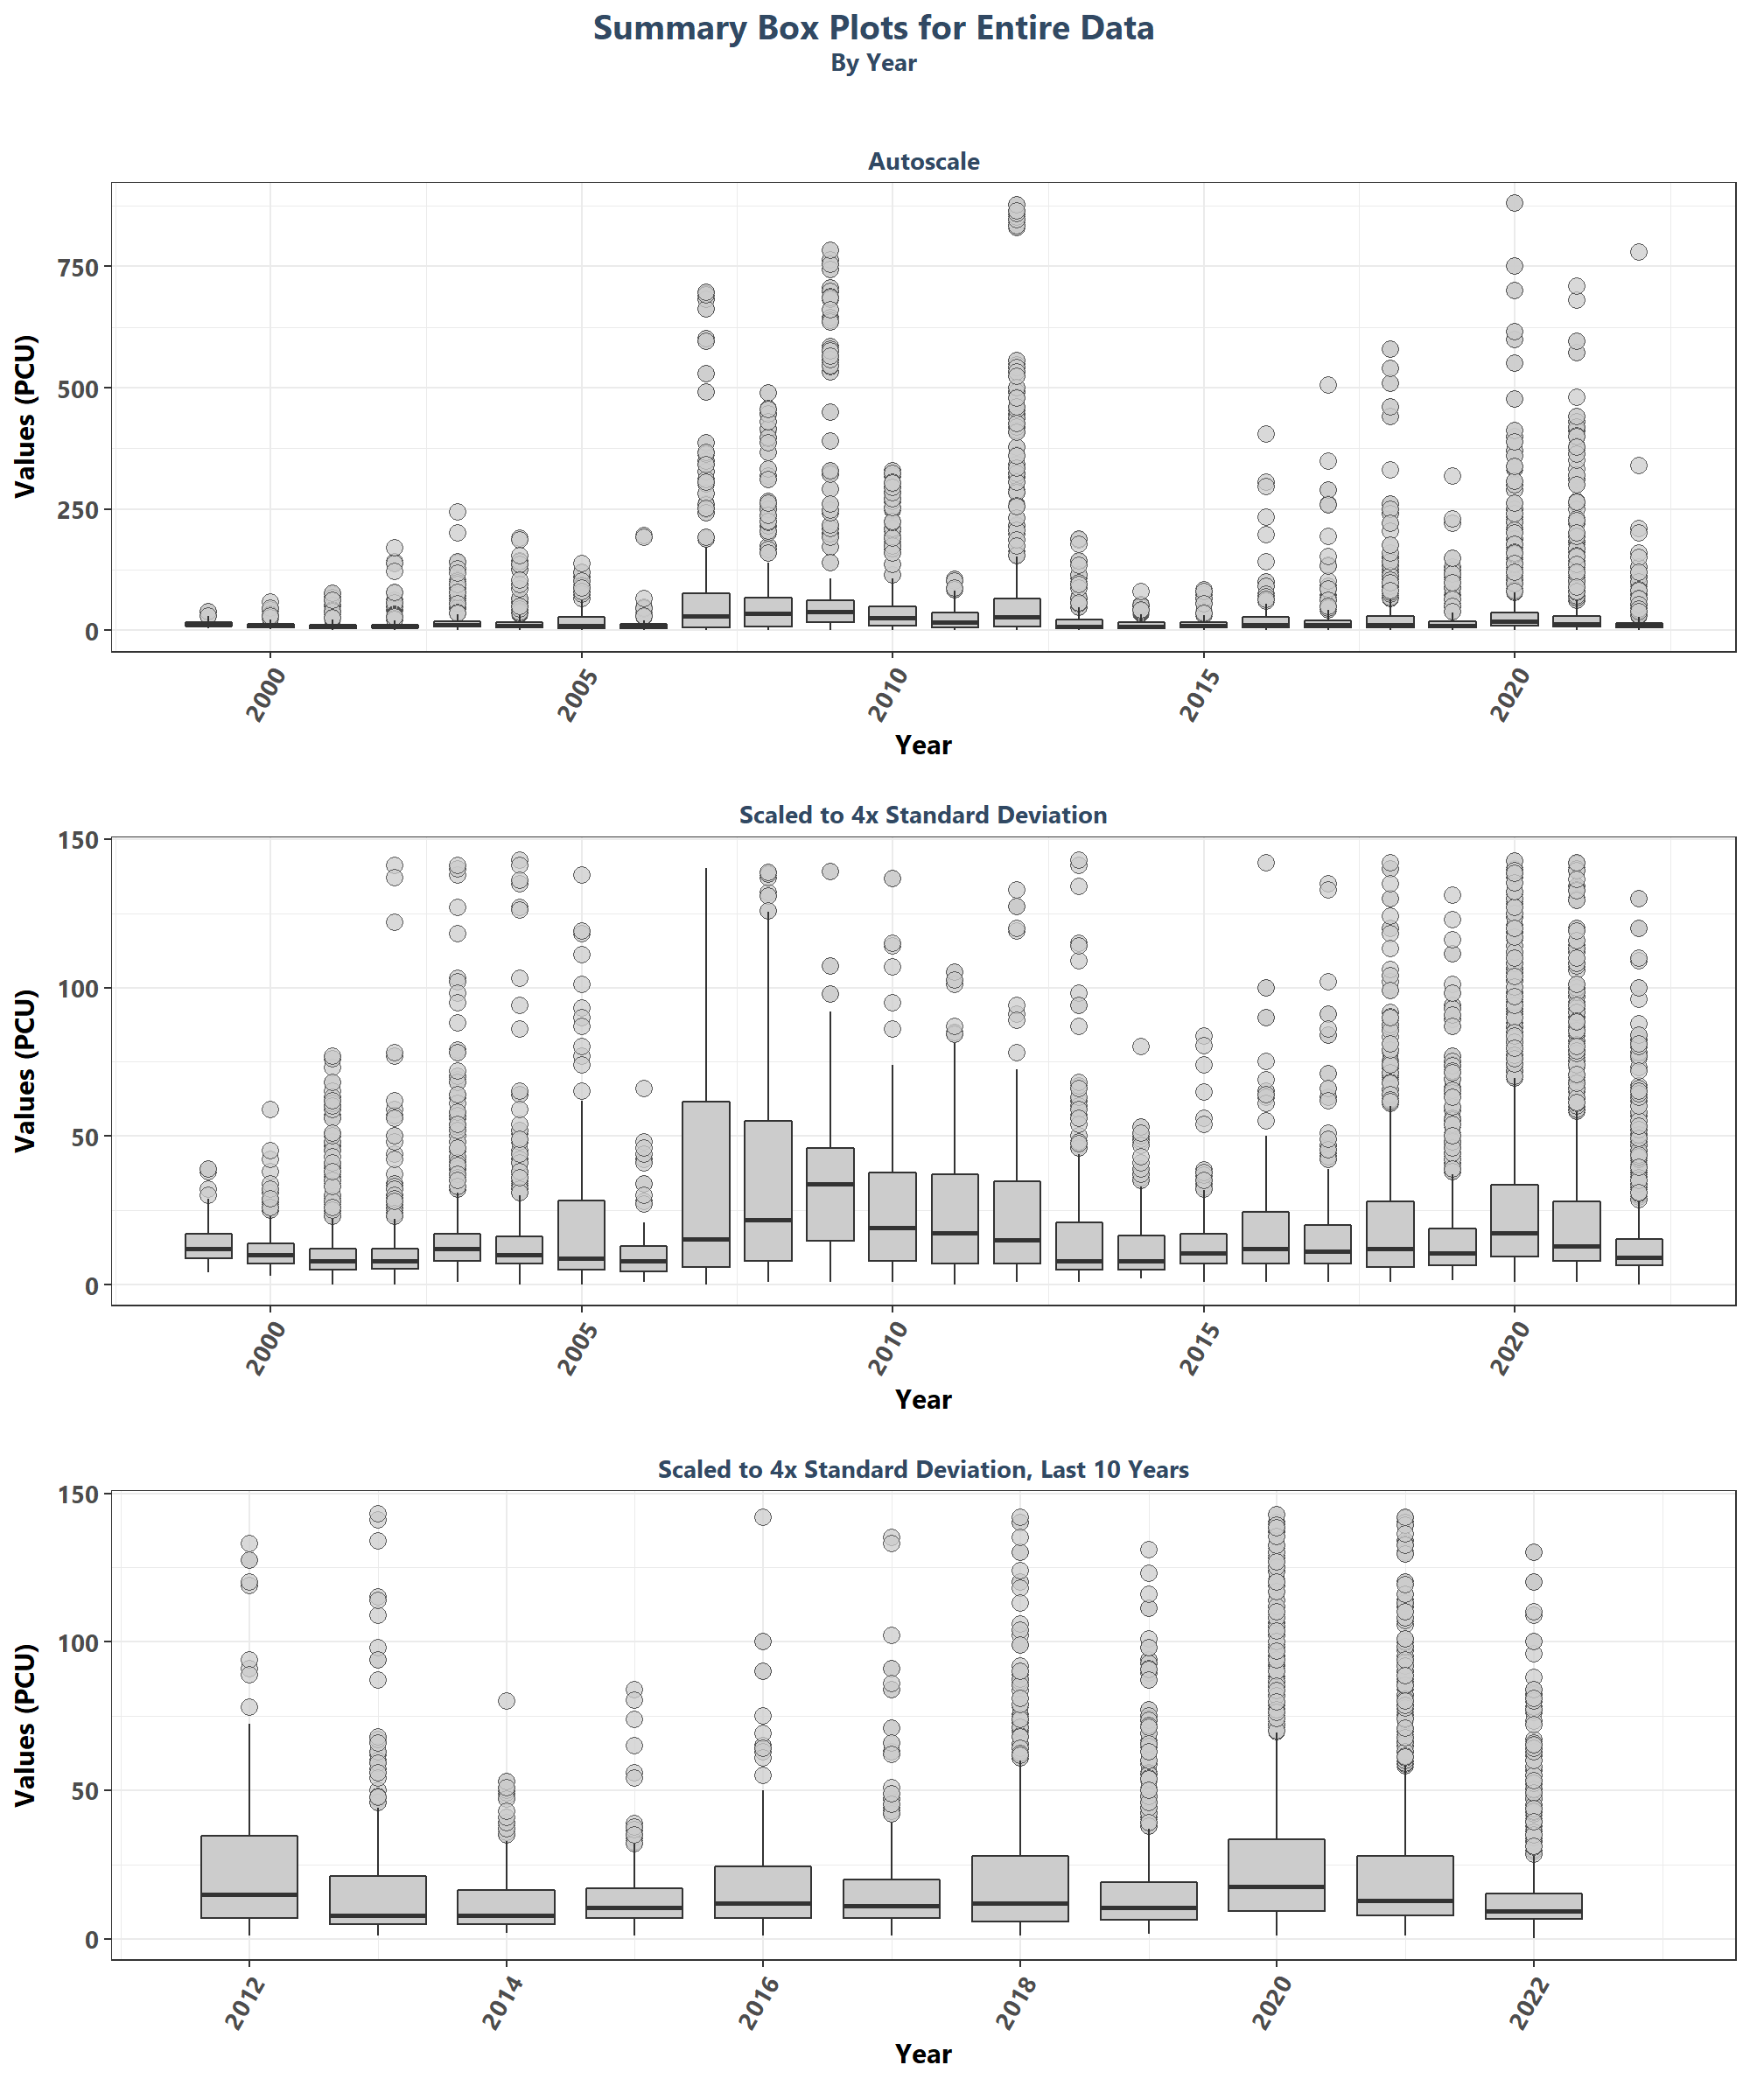 Summary Box Plots for Entire Data
By Year
Autoscale
Values (PCU)
750
500
250
0
2000
2005
2010
2015
2020
Year
Scaled to 4x Standard Deviation
Values (PCU)
150
100
50
0
2000
2005
2010
2015
2020
Year
Scaled to 4x Standard Deviation, Last 10 Years
Values (PCU)
150
100
50
0
2012
2014
2016
2018
2020
2022
Year